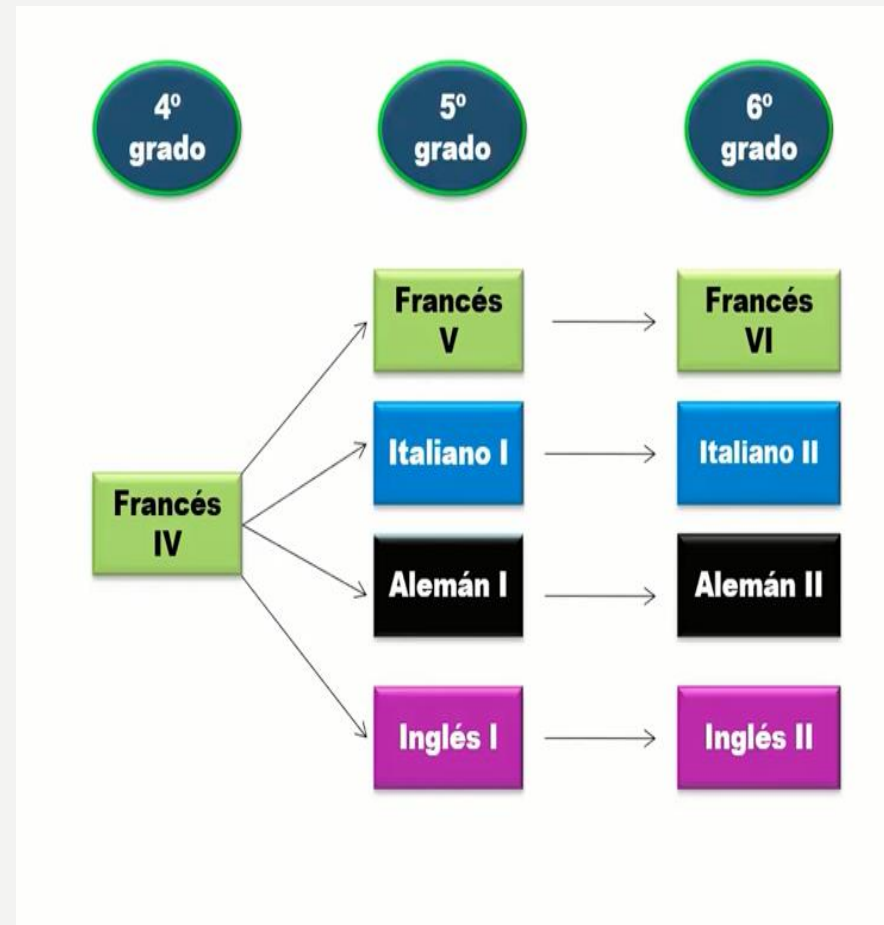 4º
grado
5º
grado
6º
grado
Francés
V
Francés
VI
Italiano I
Italiano II
Francés
IV
Alemán I
Alemán II
Inglés I
Inglés II